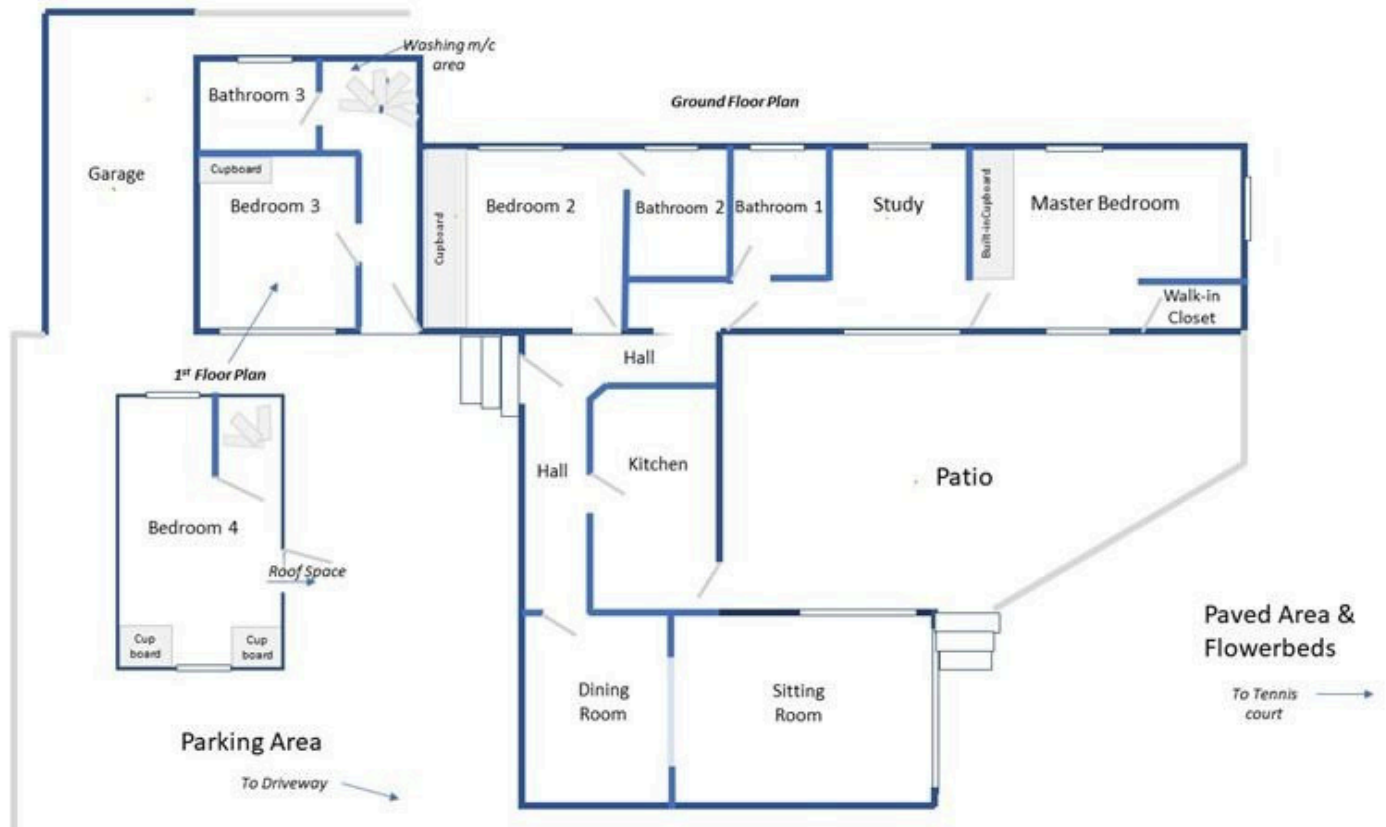 Washing m/c
area
Ground Floor Plan
Bathroom 3
Garage
Cupboard
Bedroom 3
Cupboard
Bedroom 2
Bathroom 2
Bathroom 1
Study
Built-inCupboard
Master Bedroom
Walk-in
Closet
Hall
1st Floor Plan
Hall
Kitchen
Patio
Bedroom 4
Roof Space
Cup
board
Cup
board
Paved Area &
Flowerbeds
To Tennis
court
Dining
Room
Sitting
Room
Parking Area
To Driveway